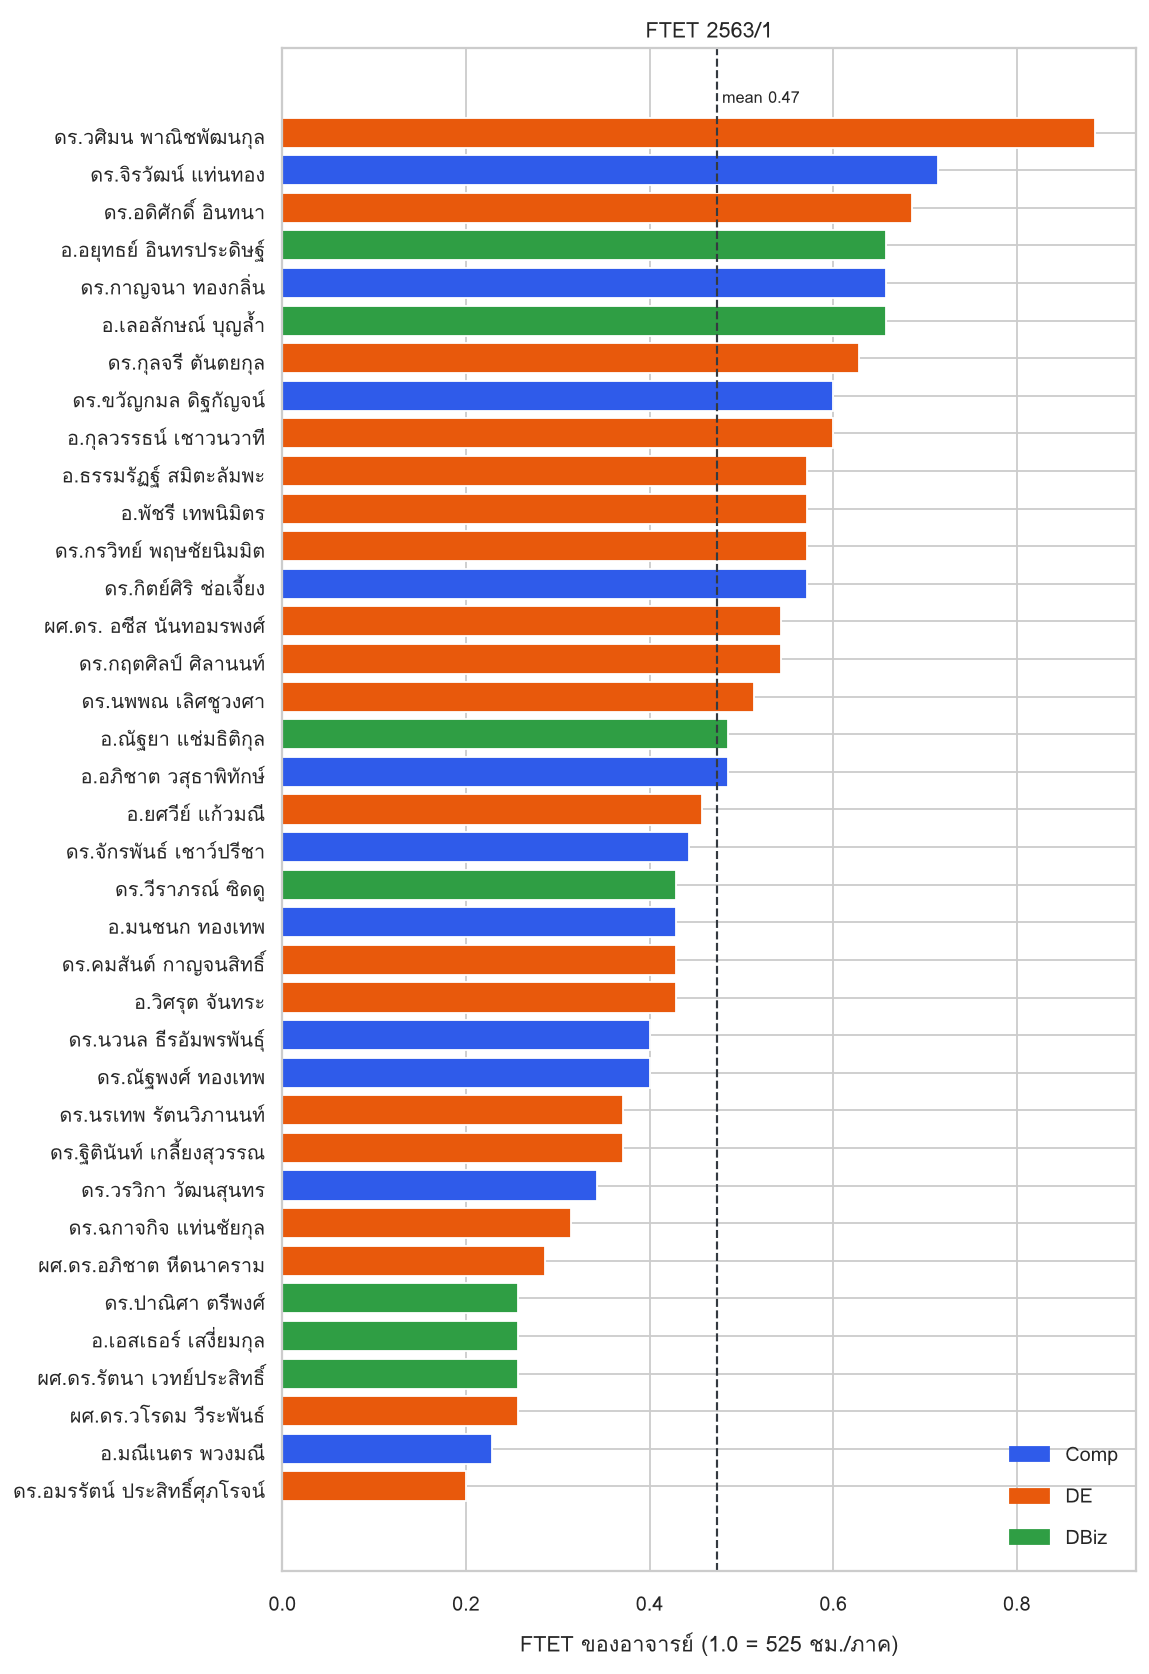 FTET 2563/1
mean 0.47
ดร.วศิมน พาณิชพัฒนกุล
ดร.จิรวัฒน์ แท่นทอง
ดร.อดิศักดิ์ อินทนา
อ.อยุทธย์ อินทรประดิษฐ์
ดร.กาญจนา ทองกลิ่น
อ.เลอลักษณ์ บุญล้ำ
ดร.กุลจรี ตันตยกุล
ดร.ขวัญกมล ดิฐกัญจน์
อ.กุลวรรธน์ เชาวนวาที
อ.ธรรมรัฏฐ์ สมิตะลัมพะ
อ.พัชรี เทพนิมิตร
ดร.กรวิทย์ พฤษชัยนิมมิต
ดร.กิตย์ศิริ ช่อเจี้ยง
ผศ.ดร. อซีส นันทอมรพงศ์
ดร.กฤตศิลป์ ศิลานนท์
ดร.นพพณ เลิศชูวงศา
อ.ณัฐยา แช่มธิติกุล
อ.อภิชาต วสุธาพิทักษ์
อ.ยศวีย์ แก้วมณี
ดร.จักรพันธ์ เชาว์ปรีชา
ดร.วีราภรณ์ ซิดดู
อ.มนชนก ทองเทพ
ดร.คมสันต์ กาญจนสิทธิ์
อ.วิศรุต จันทระ
ดร.นวนล ธีรอัมพรพันธุ์
ดร.ณัฐพงศ์ ทองเทพ
ดร.นรเทพ รัตนวิภานนท์
ดร.ฐิตินันท์ เกลี้ยงสุวรรณ
ดร.วรวิกา วัฒนสุนทร
ดร.ฉกาจกิจ แท่นชัยกุล
ผศ.ดร.อภิชาต หีดนาคราม
ดร.ปาณิศา ตรีพงศ์
อ.เอสเธอร์ เสงี่ยมกุล
ผศ.ดร.รัตนา เวทย์ประสิทธิ์
ผศ.ดร.วโรดม วีระพันธ์
อ.มณีเนตร พวงมณี
ดร.อมรรัตน์ ประสิทธิ์ศุภโรจน์
Comp
DE
DBiz
0.0 0.2 0.4 0.6 0.8
FTET ของอาจารย์ (1.0 = 525 ชม./ภาค)